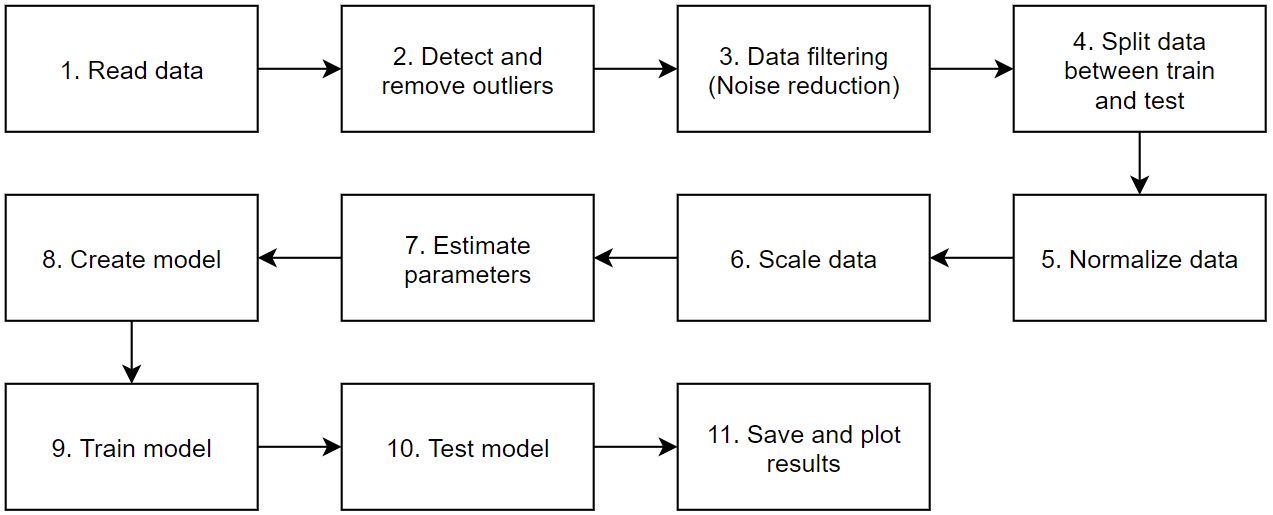 1. Read data
2. Detect and
remove outliers
3. Data filtering
(Noise reduction)
4. Split data
between train
and test
8. Create model
7. Estimate
parameters
6. Scale data
5. Normalize data
9. Train model
10. Test model
11. Save and plot
results